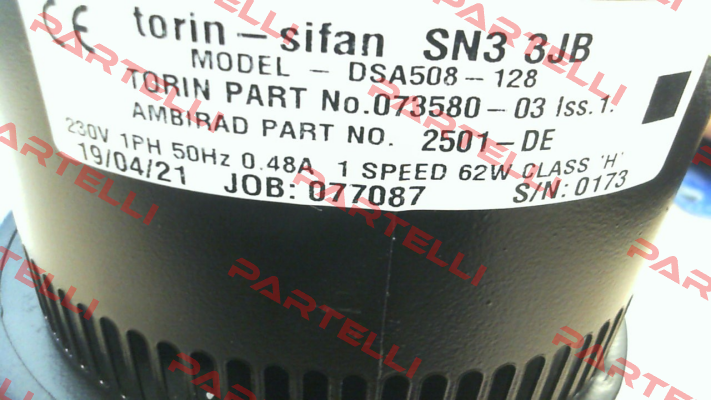 CE torin-sifan SN3 3JB
MODEL - DSA508-128
TORIN PART No.073580-03 Iss.1.
AMBIRAD PART NO. 2501-DE
230V 1PH 50Hz 0.48A 1 SPEED 62W CLASS 'H'
19/04/21 JOB: 077087 S/N: 0173
PARTELLI
PARTELLI
PARTELLI
PARTELLI
PARTELLI
PARTELLI
PARTELLI
PARTELLI